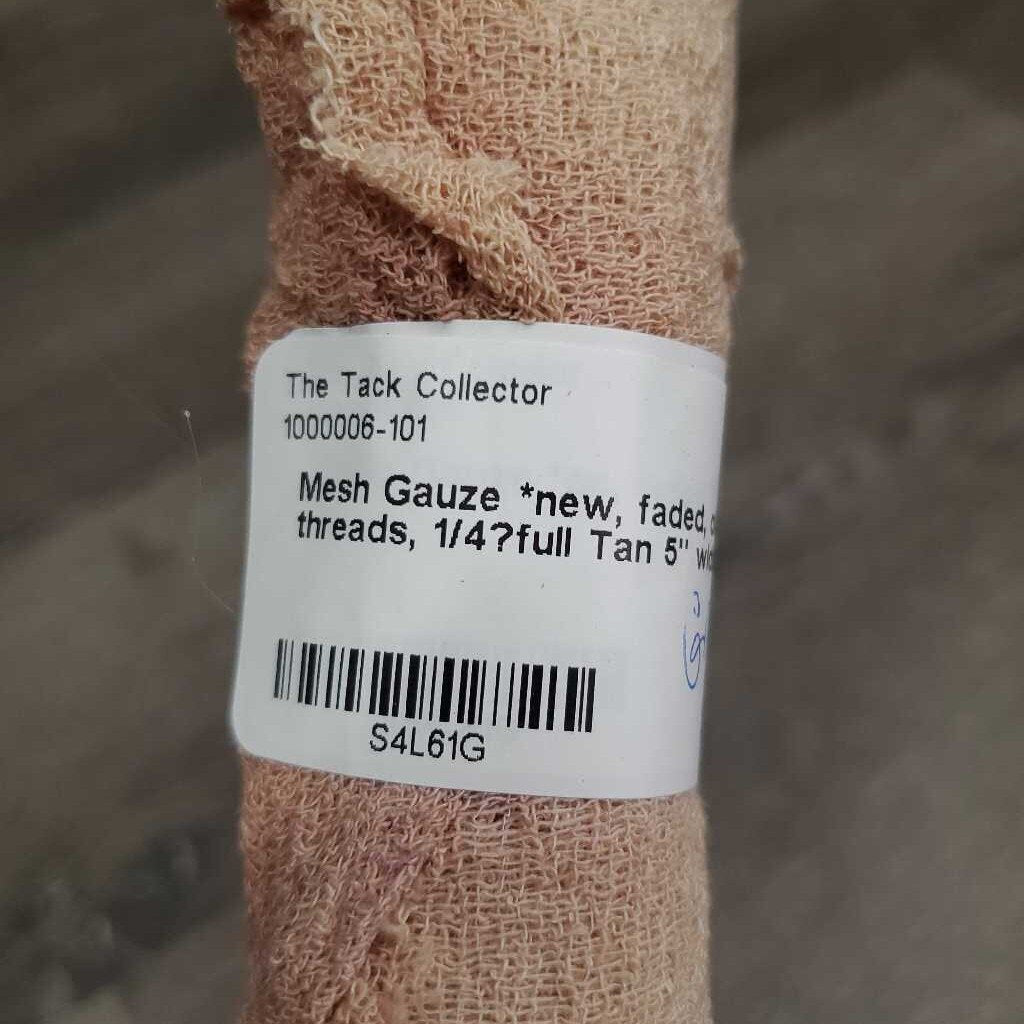 The Tack Collector
1000006-101
Mesh Gauze *new, faded,
threads, 1/4?full Tan 5"
S4L61G